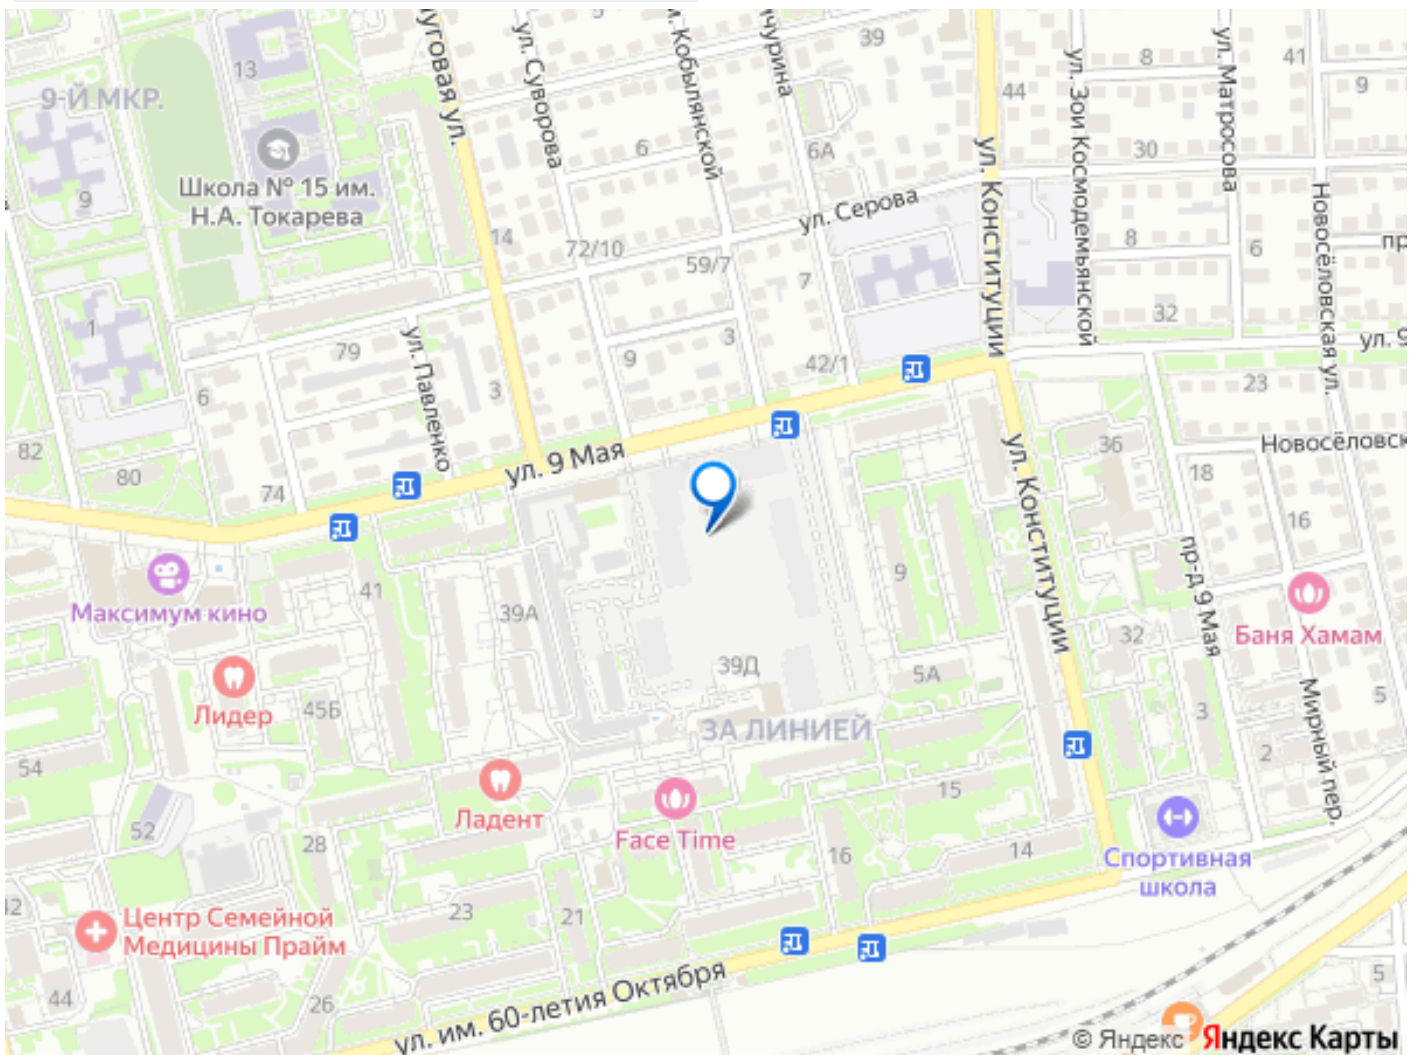 13
9-Й МКР.
9
Школа № 15 им.
Н.А. Токарева
1
уговая ул.
ул. Суворова
5
6
м. Кобылянской
чурина
39
6А
ул. Серова
14
72/10
59/7
7
3
9
42/1
79
ул. Павленко
3
6
82
80
74
ул. 9 Мая
44
ул. Конституции
ул. Зои Космодемьянской
8
30
8
32
ул. Матросова
41
9
6
Новосёловская ул.
пр
ул. 9
23
Новосёловск
36
18
16
ул. Конституции
пр-д 9 Мая
9
5А
32
3
2
5
Баня Хамам
Мирный пер.
Максимум кино
41
39А
39Д
ЗА ЛИНИЕЙ
Лидер
45Б
54
52
28
Ладент
Face Time
15
16
14
Спортивная
школа
42
Центр Семейной
Медицины Прайм
23
21
26
44
ул. им. 60-летия Октября
5
© Яндекс Яндекс Карты